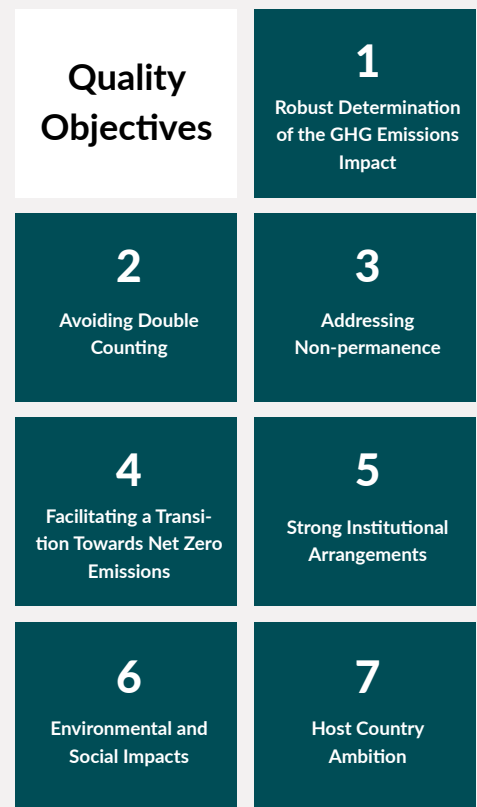 Quality
Objectives
1
Robust Determination
of the GHG Emissions
Impact
2
Avoiding Double
Counting
3
Addressing
Non-permanence
4
Facilitating a Transi-
tion Towards Net Zero
Emissions
5
Strong Institutional
Arrangements
6
Environmental and
Social Impacts
7
Host Country
Ambition